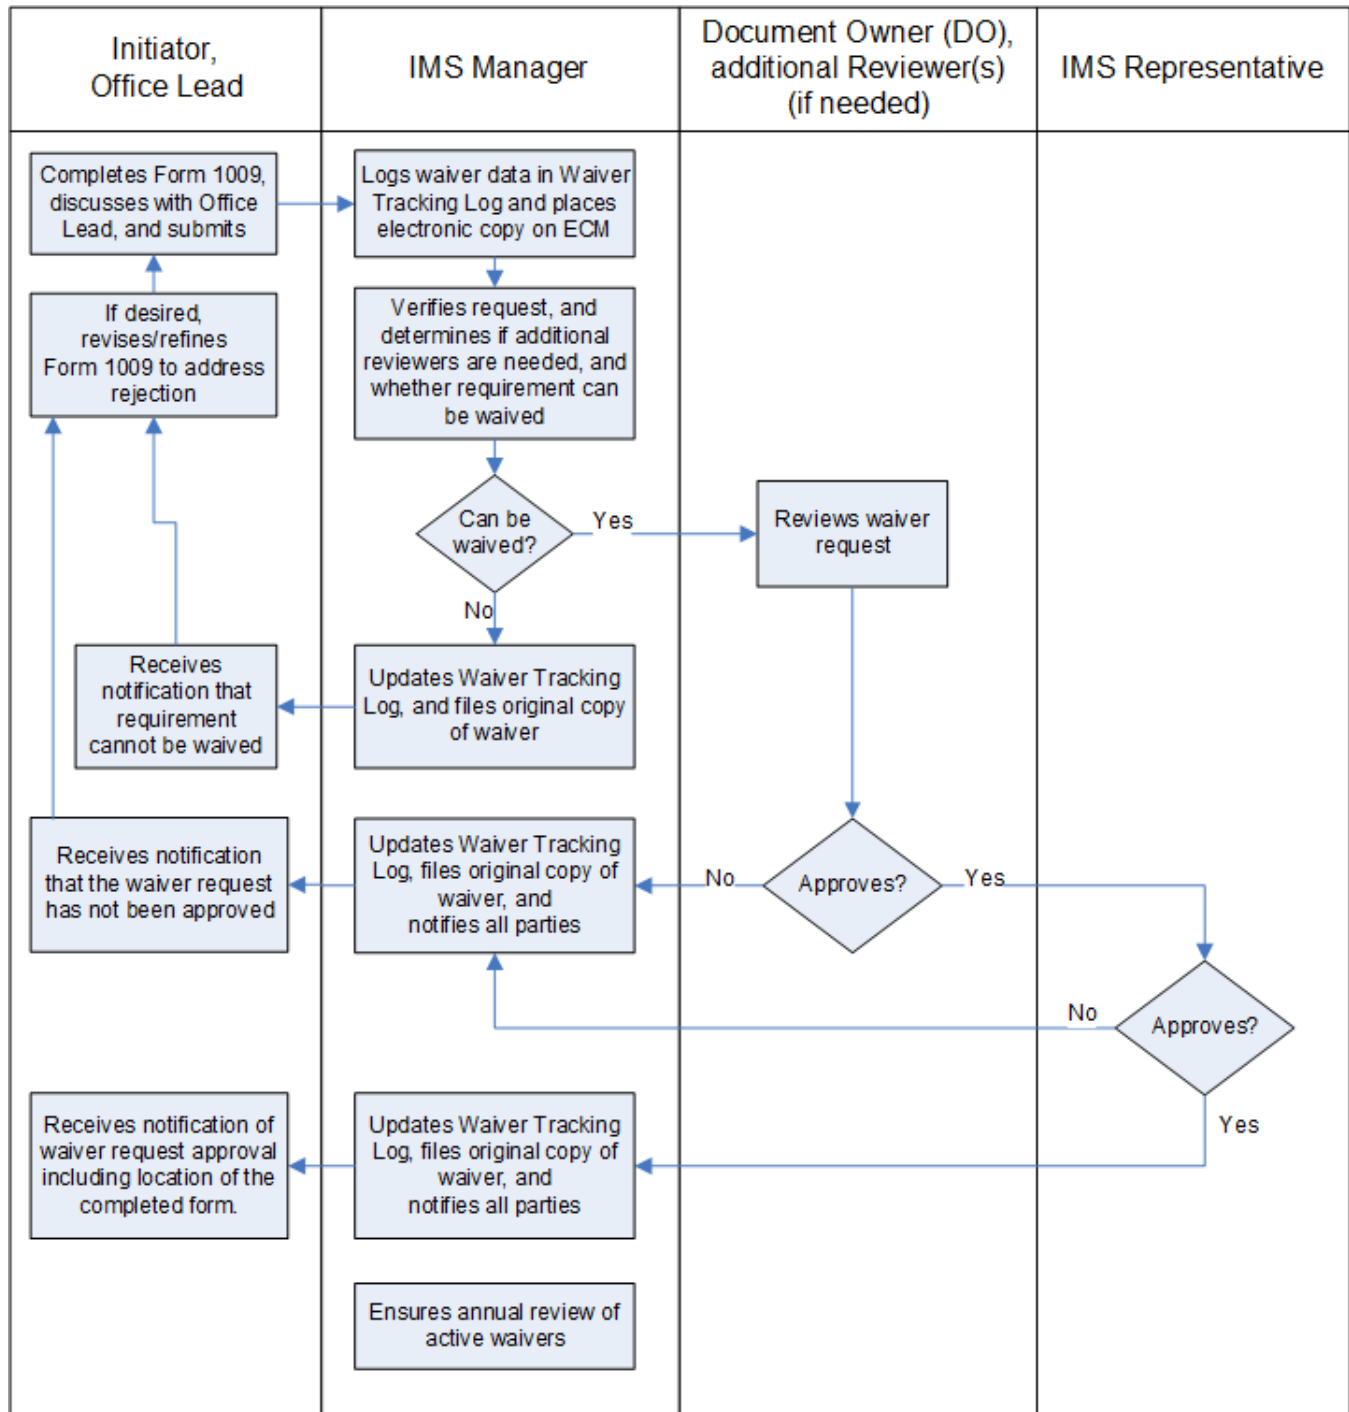 Initiator,
Office Lead
IMS Manager
Document Owner (DO),
additional Reviewer(s)
(if needed)
IMS Representative
Completes Form 1009,
discusses with Office
Lead, and submits
Logs waiver data in Waiver
Tracking Log and places
electronic copy on ECM
If desired,
revises/refines
Form 1009 to address
rejection
Verifies request, and
determines if additional
reviewers are needed, and
whether requirement can
be waived
Can be
waived?
Yes
Reviews waiver
request
No
Receives
notification that
requirement
cannot be waived
Updates Waiver Tracking
Log, and files original copy
of waiver
Receives notification
that the waiver request
has not been approved
Updates Waiver Tracking
Log, files original copy of
waiver, and
notifies all parties
No
Approves?
Yes
No
Approves?
Yes
Receives notification of
waiver request approval
including location of the
completed form.
Updates Waiver Tracking
Log, files original copy of
waiver, and
notifies all parties
Ensures annual review of
active waivers